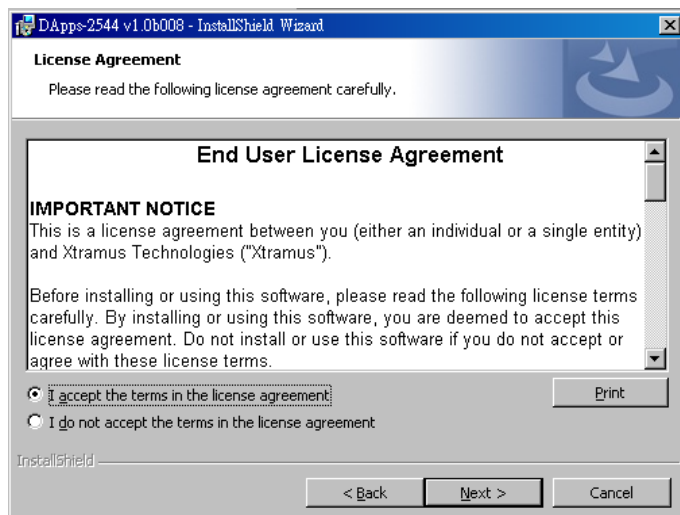 DApps-2544 v1.0b008 - InstallShield Wizard
License Agreement
Please read the following license agreement carefully.
End User License Agreement
IMPORTANT NOTICE
This is a license agreement between you (either an individual or a single entity)
and Xtramus Technologies ("Xtramus").
Before installing or using this software, please read the following license terms
carefully. By installing or using this software, you are deemed to accept this
license agreement. Do not install or use this software if you do not accept or
agree with these license terms.
I accept the terms in the license agreement
Print
I do not accept the terms in the license agreement
InstallShield
< Back
Next >
Cancel